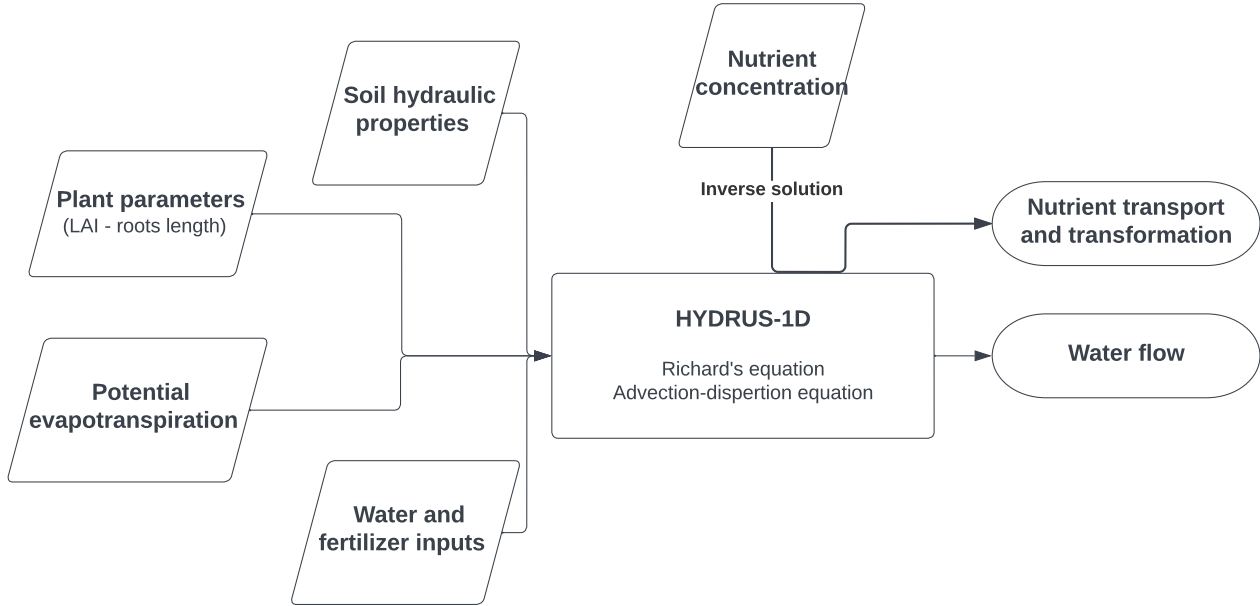 Nutrient
concentration
Soil hydraulic
properties
Plant parameters
(LAI - roots length)
Inverse solution
Nutrient transport
and transformation
HYDRUS-1D
Richard's equation
Advection-dispertion equation
Water flow
Potential
evapotranspiration
Water and
fertilizer inputs